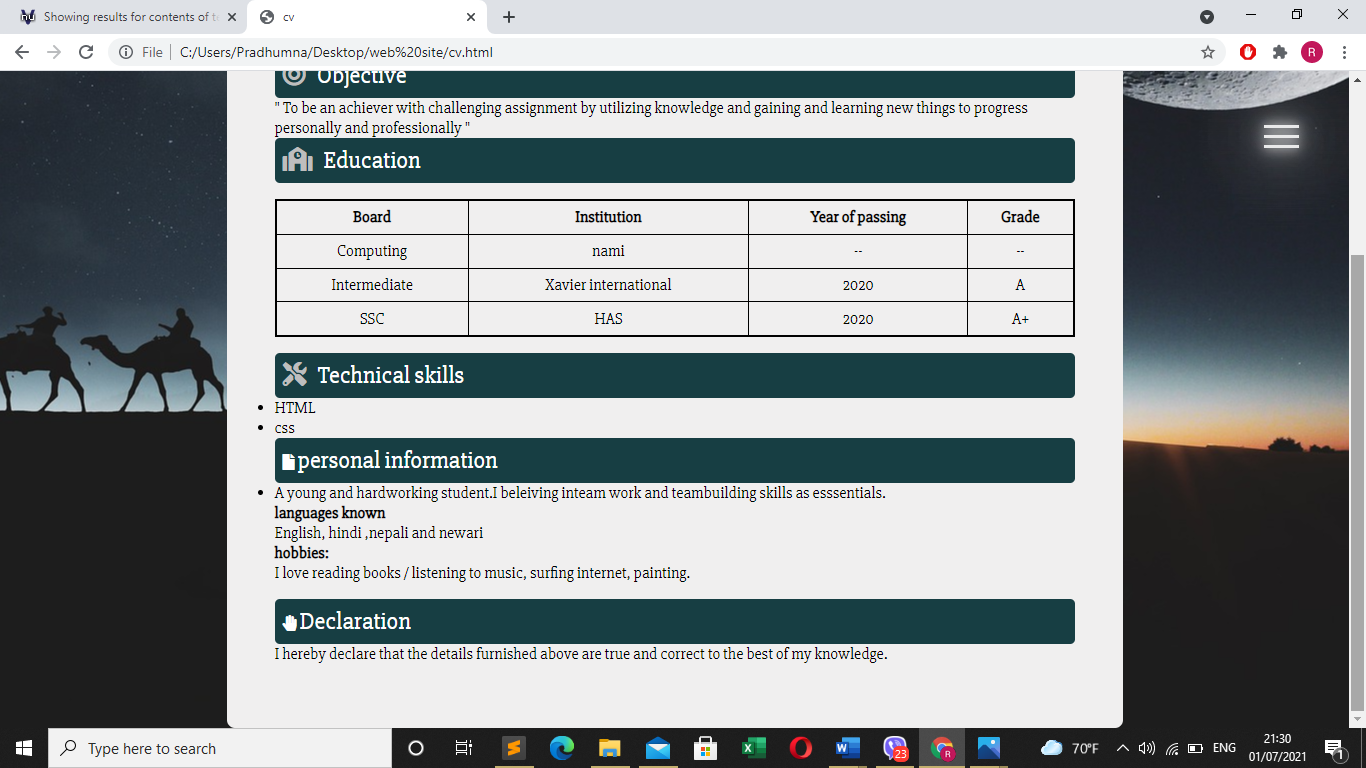 Showing results for contents of t
cv
File
C:/Users/Pradhumna/Desktop/web%20site/cv.html
R
Objective
" To be an achiever with challenging assignment by utilizing knowledge and gaining and learning new things to progress
personally and professionally "
Education
Board Institution Year of passing Grade
Computing nami -- --
Intermediate Xavier international 2020 A
SSC HAS 2020 A+
Technical skills
• HTML
• css
personal information
• A young and hardworking student.I beleiving inteam work and teambuilding skills as esssentials.
languages known
English, hindi ,nepali and newari
hobbies:
I love reading books / listening to music, surfing internet, painting.
Declaration
I hereby declare that the details furnished above are true and correct to the best of my knowledge.
Type here to search
23
R
70°F
ENG
21:30
01/07/2021
1